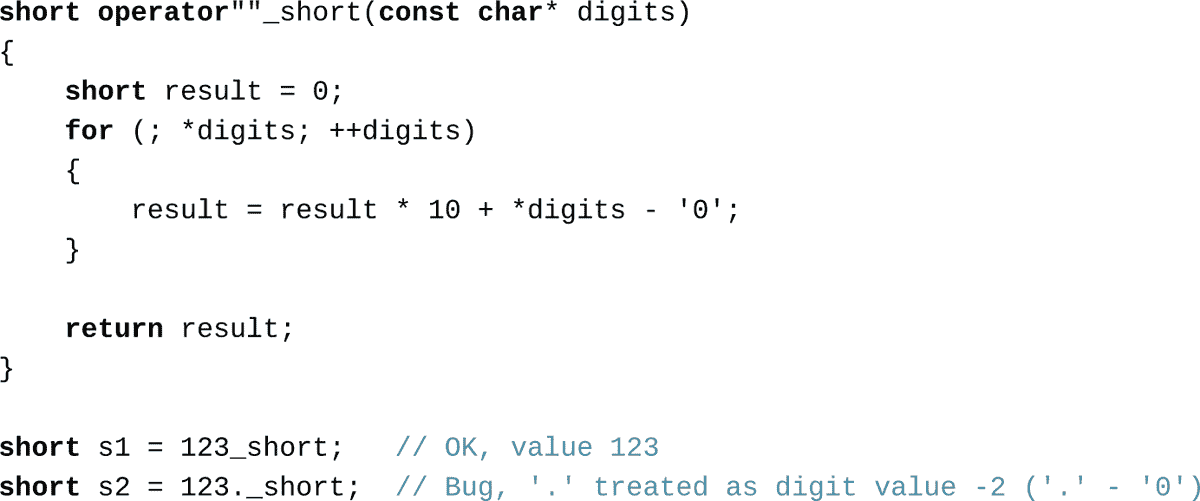 short operator""_short(const char* digits)
{
    short result = 0;
    for (; *digits; ++digits)
    {
        result = result * 10 + *digits - '0';
    }

    return result;
}

short s1 = 123_short;   // OK, value 123
short s2 = 123._short;  // Bug, '.' treated as digit value -2 ('.' - '0')